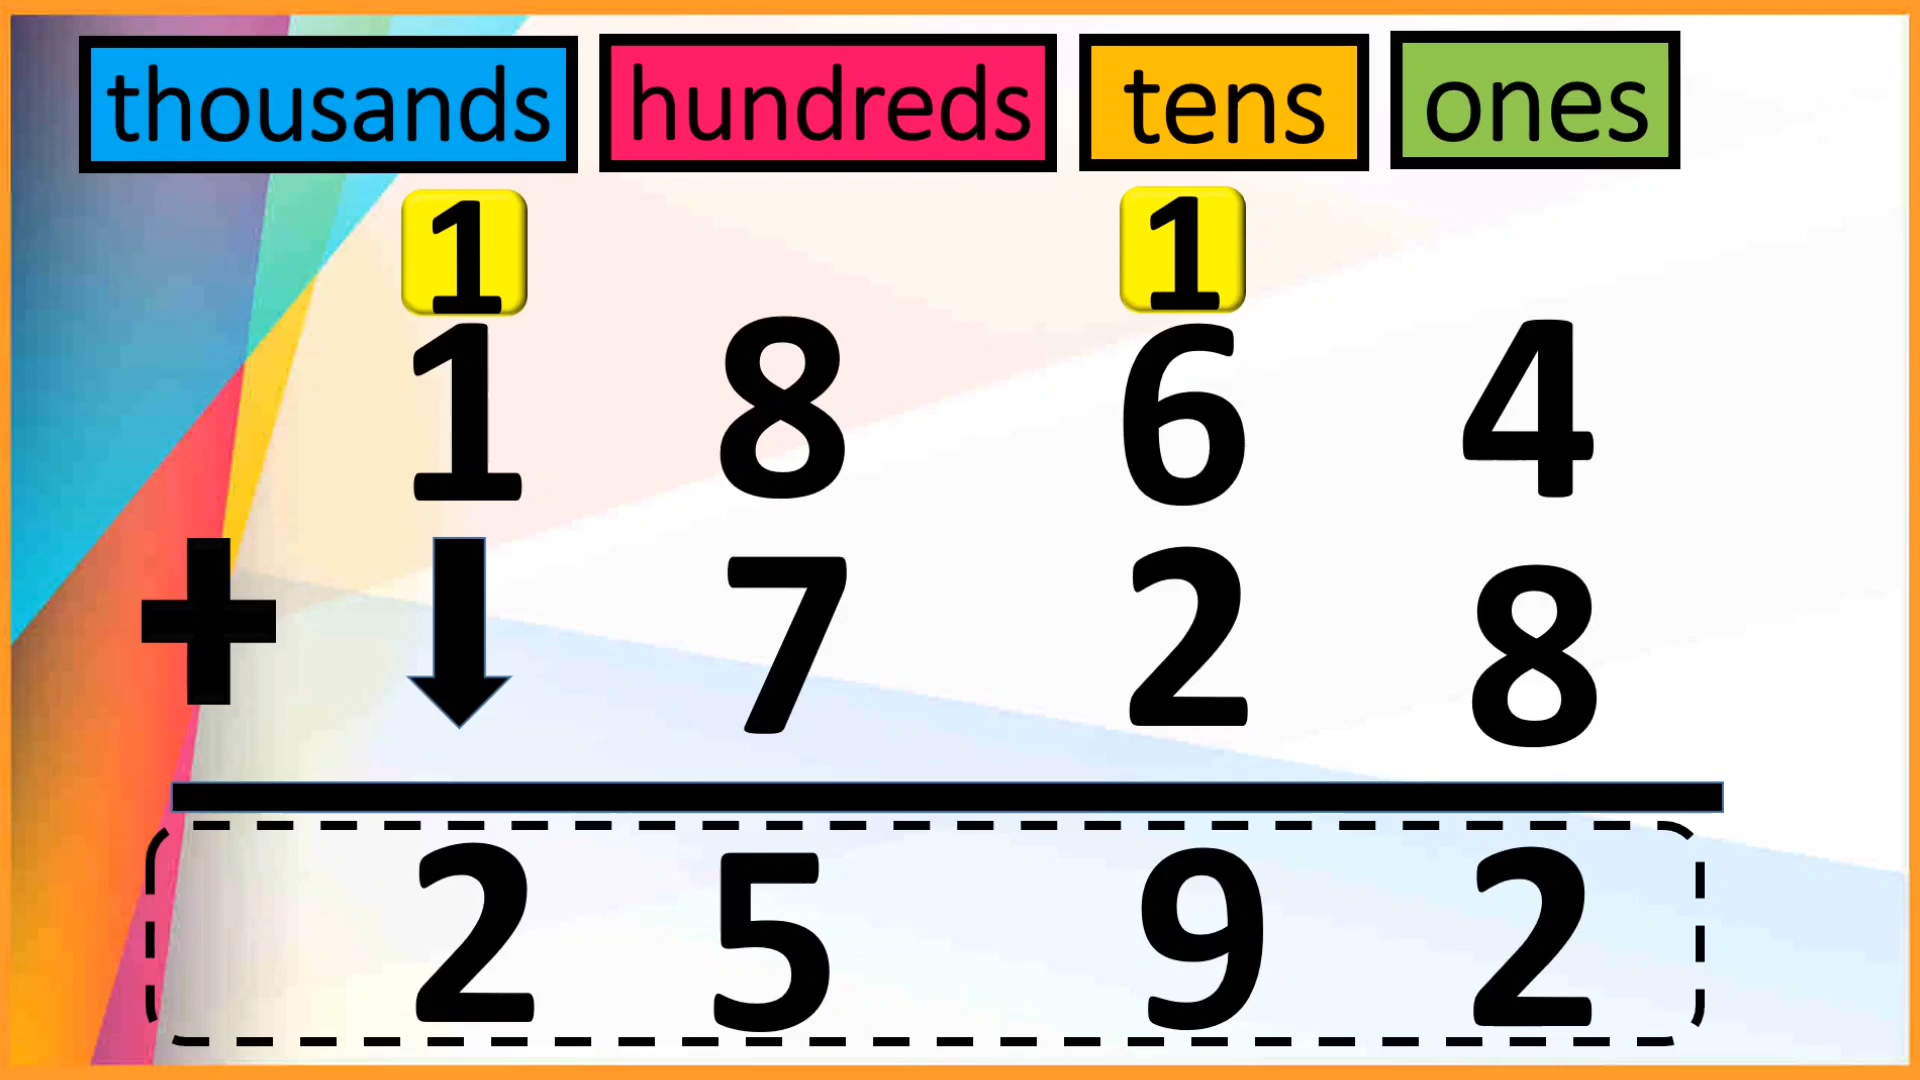 thousands hundreds tens ones
1 1
1 8 6 4
+ 7 2 8
2 5 9 2